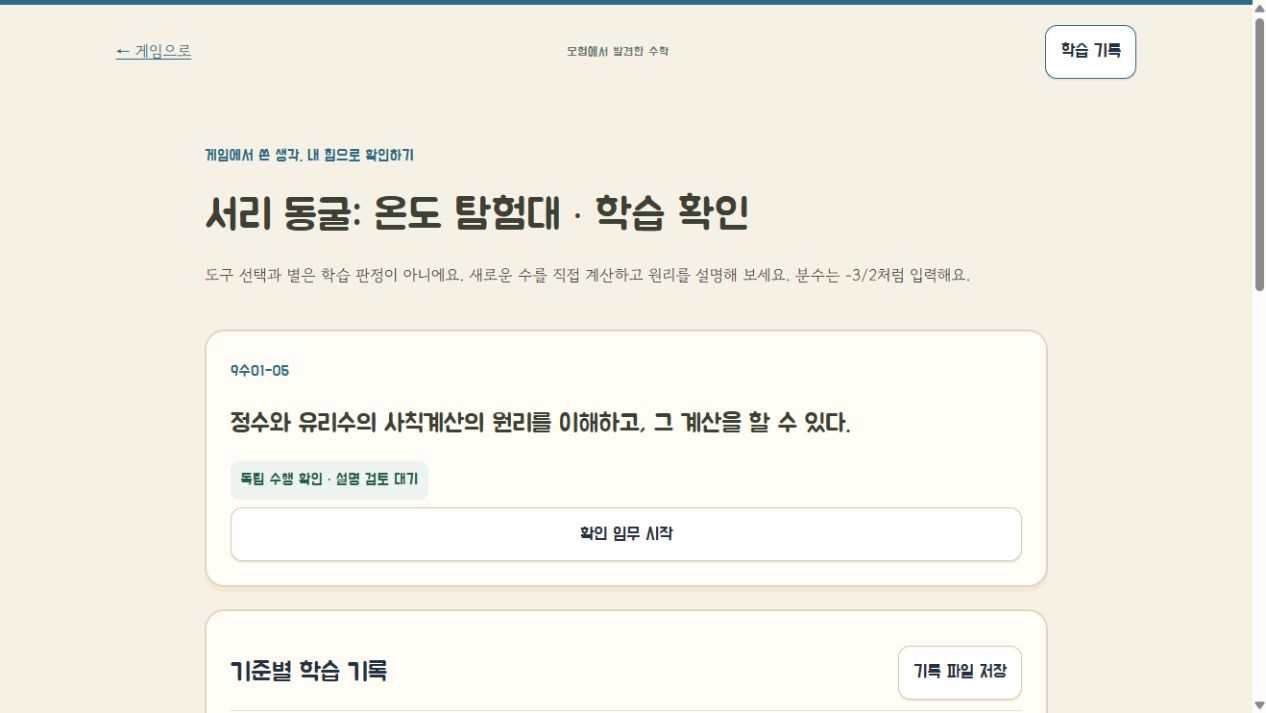 ← 게임으로
모험에서 발견한 수학
학습 기록
게임에서 쓴 생각, 내 힘으로 확인하기
서리 동굴: 온도 탐험대 · 학습 확인
도구 선택과 별은 학습 판정이 아니에요. 새로운 수를 직접 계산하고 원리를 설명해 보세요. 분수는 -3/2처럼 입력해요.
9수01-05
정수와 유리수의 사칙계산의 원리를 이해하고, 그 계산을 할 수 있다.
독립 수행 확인 · 설명 검토 대기
확인 임무 시작
기준별 학습 기록
기록 파일 저장